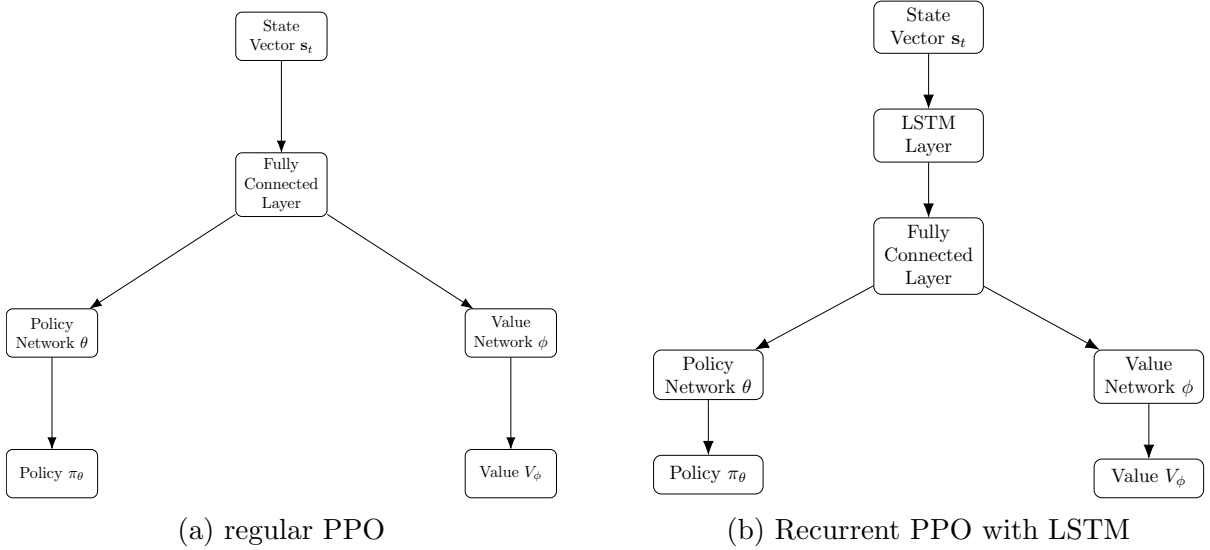 State
Vector s_t
Fully
Connected
Layer
Policy
Network θ
Value
Network ϕ
Policy π_θ
Value V_ϕ
(a) regular PPO
State
Vector s_t
LSTM
Layer
Fully
Connected
Layer
Policy
Network θ
Value
Network ϕ
Policy π_θ
Value V_ϕ
(b) Recurrent PPO with LSTM